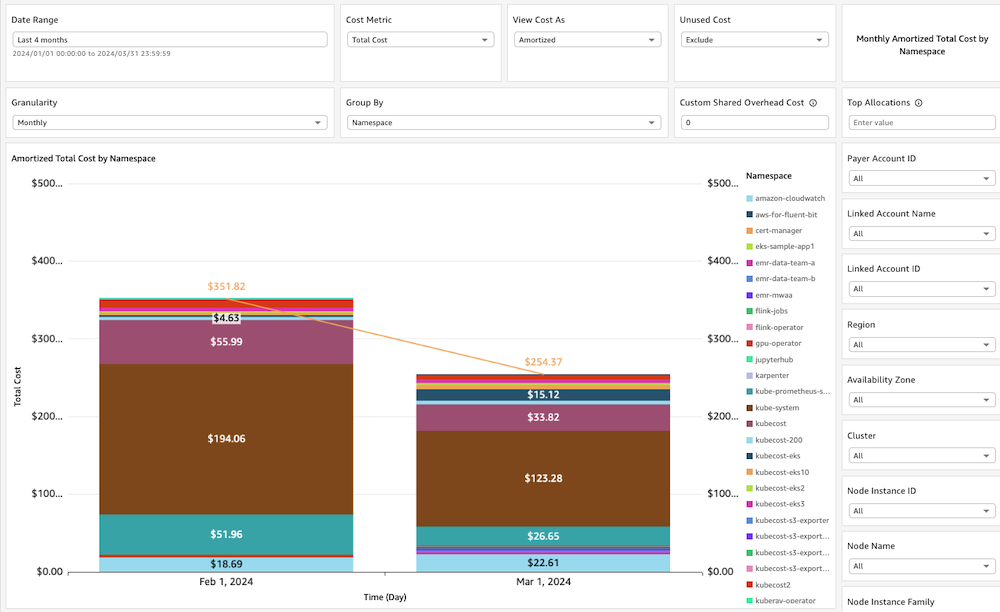 Date Range
Last 4 months
2024/01/01 00:00:00 to 2024/03/31 23:59:59
Cost Metric
Total Cost
View Cost As
Amortized
Unused Cost
Exclude
Monthly Amortized Total Cost by
Namespace
Granularity
Monthly
Group By
Namespace
Custom Shared Overhead Cost
0
Top Allocations
Enter value
Amortized Total Cost by Namespace
$500...
$400...
$300...
$200...
$100...
$0.00
Total Cost
$351.82
$4.63
$55.99
$194.06
$51.96
$18.69
$254.37
$15.12
$33.82
$123.28
$26.65
$22.61
Feb 1, 2024
Mar 1, 2024
Time (Day)
$500...
$400...
$300...
$200...
$100...
$0.00
Namespace
amazon-cloudwatch
aws-for-fluent-bit
cert-manager
eks-sample-app1
emr-data-team-a
emr-data-team-b
emr-mwaa
flink-jobs
flink-operator
gpu-operator
jupyterhub
karpenter
kube-prometheus-s...
kube-system
kubecost
kubecost-200
kubecost-eks
kubecost-eks10
kubecost-eks2
kubecost-eks3
kubecost-s3-exporter
kubecost-s3-export...
kubecost-s3-export...
kubecost-s3-export...
kubecost2
kuberay-operator
Payer Account ID
All
Linked Account Name
All
Linked Account ID
All
Region
All
Availability Zone
All
Cluster
All
Node Instance ID
All
Node Name
All
Node Instance Family